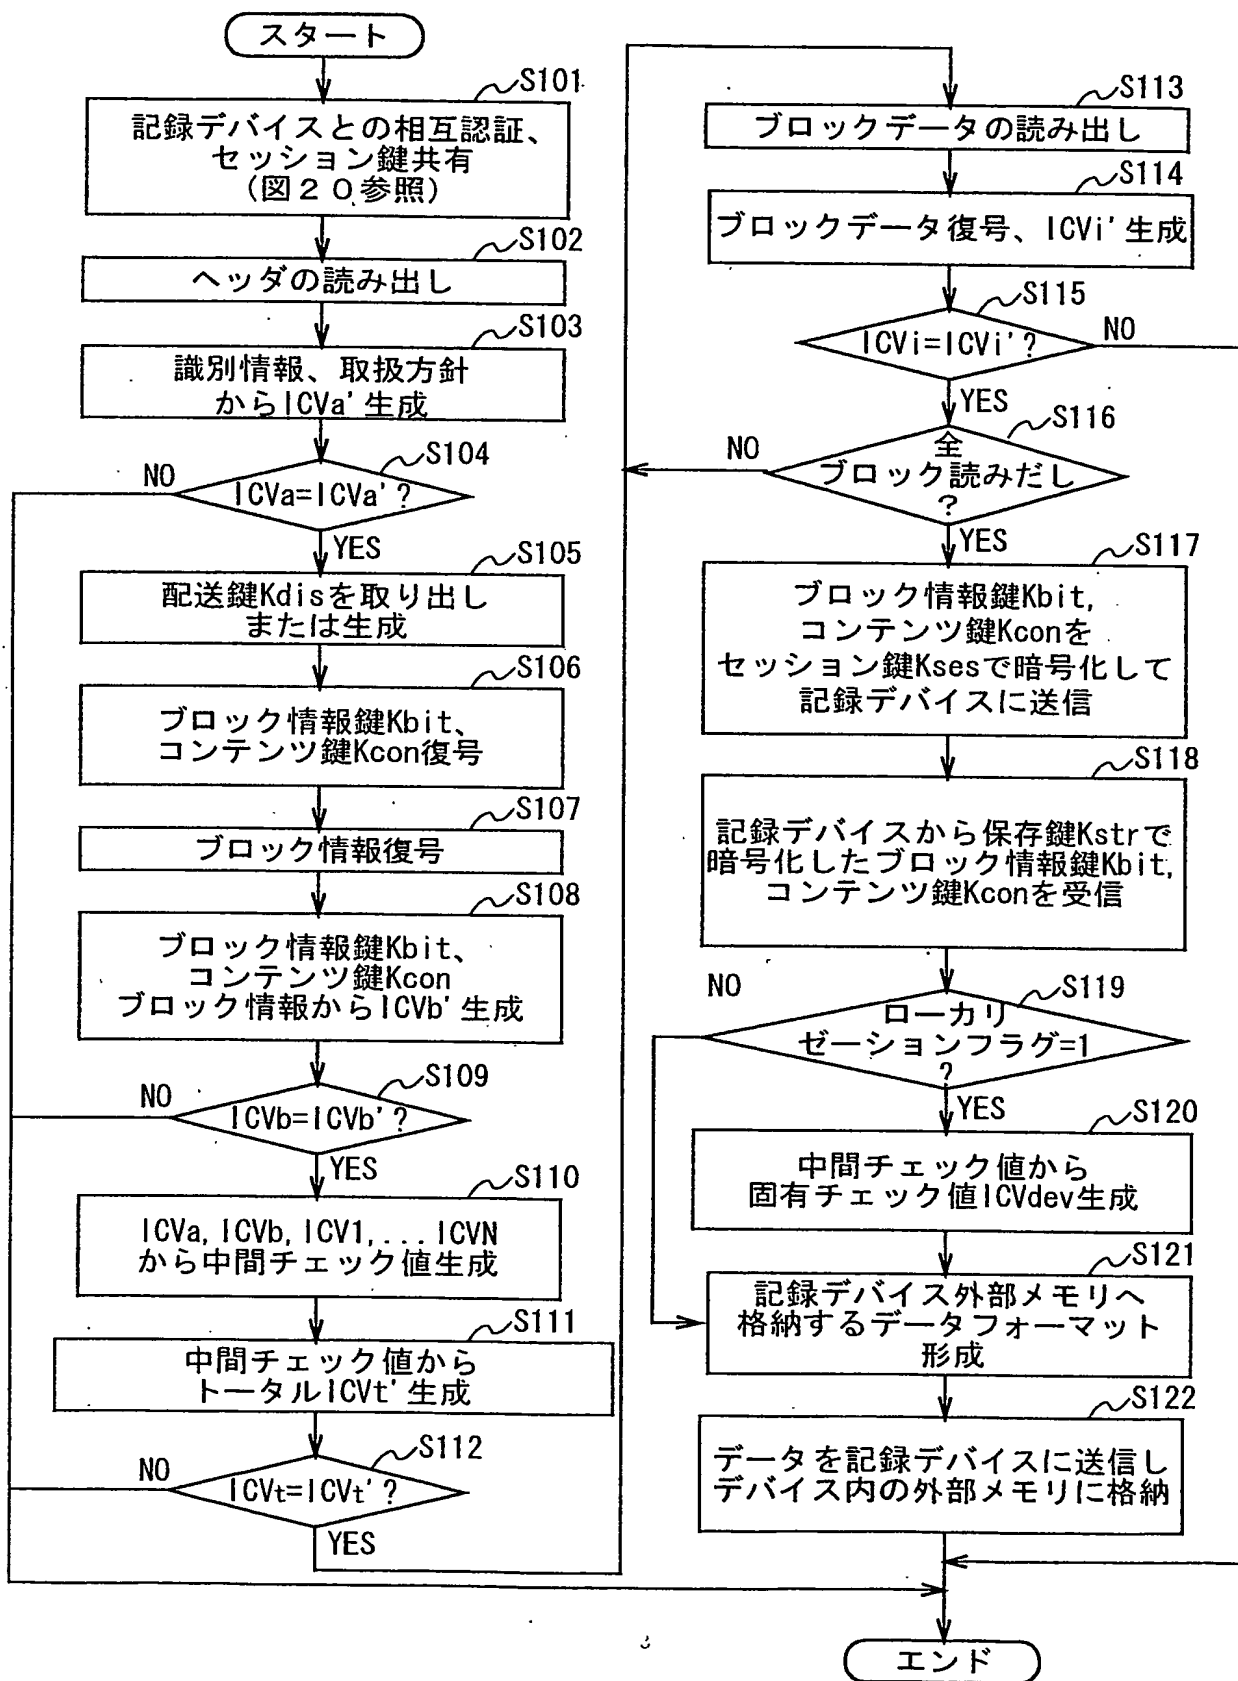 スタート
S101
記録デバイスとの相互認証、
セッション鍵共有
(図２０参照)
S102
ヘッダの読み出し
S103
識別情報、取扱方針
からICVa'生成
S104
NO
ICVa=ICVa'?
YES
S105
配送鍵Kdisを取り出し
または生成
S106
ブロック情報鍵Kbit、
コンテンツ鍵Kcon復号
S107
ブロック情報復号
S108
ブロック情報鍵Kbit、
コンテンツ鍵Kcon
ブロック情報からICVb'生成
S109
NO
ICVb=ICVb'?
YES
S110
ICVa,ICVb,ICV1,...ICVN
から中間チェック値生成
S111
中間チェック値から
トータルICVt'生成
S112
NO
ICVt=ICVt'?
YES
S113
ブロックデータの読み出し
S114
ブロックデータ復号、ICVi'生成
S115
NO
ICVi=ICVi'?
YES
S116
NO
全
ブロック読みだし
?
YES
S117
ブロック情報鍵Kbit,
コンテンツ鍵Kconを
セッション鍵Ksesで暗号化して
記録デバイスに送信
S118
記録デバイスから保存鍵Kstrで
暗号化したブロック情報鍵Kbit,
コンテンツ鍵Kconを受信
S119
NO
ローカリ
ゼーションフラグ=1
?
YES
S120
中間チェック値から
固有チェック値ICVdev生成
S121
記録デバイス外部メモリへ
格納するデータフォーマット
形成
S122
データを記録デバイスに送信し
デバイス内の外部メモリに格納
エンド